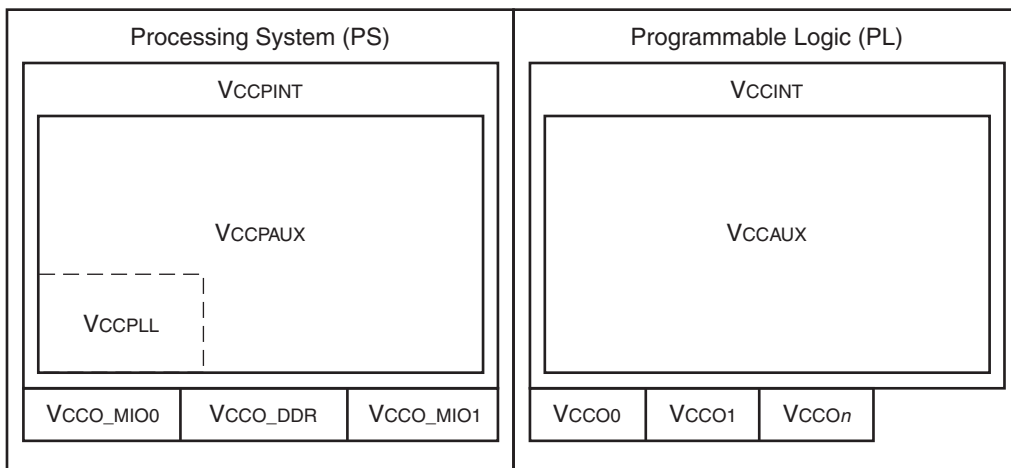 Processing System (PS)
VCCPINT
VCCPAUX
VCCPLL
VCCO_MIO0
VCCO_DDR
VCCO_MIO1
Programmable Logic (PL)
VCCINT
VCCAUX
VCCO0
VCCO1
VCCOn